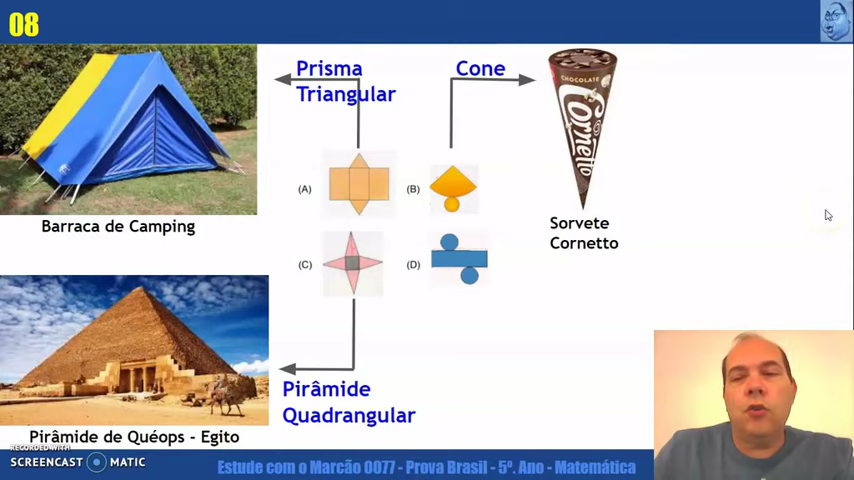 08
Prisma
Triangular
Cone
CHOCOLATE
Cornetto
(A)
(B)
Barraca de Camping
Sorvete
Cornetto
(C)
(D)
Pirâmide
Quadrangular
Pirâmide de Quéops - Egito
RECORDED WITH
SCREENCAST MATIC
Estude com o Marcão 0077 - Prova Brasil - 5º. Ano - Matemática